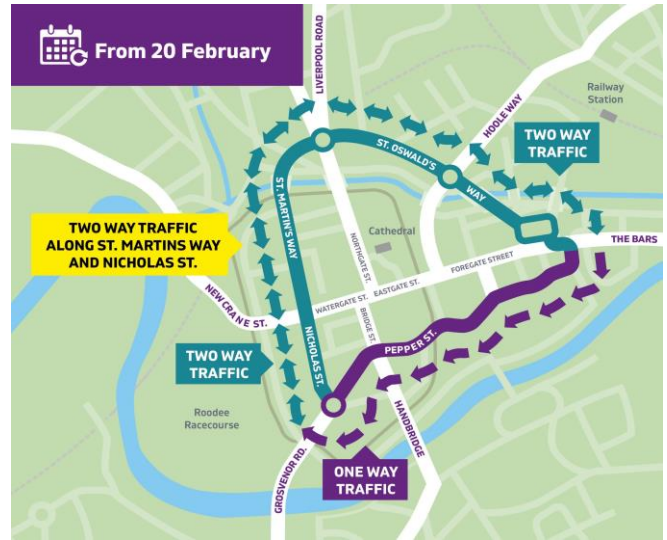 From 20 February
LIVERPOOL ROAD
HOOLE WAY
Railway
Station
TWO WAY
TRAFFIC
ST. OSWALD'S
WAY
ST. MARTIN'S WAY
TWO WAY TRAFFIC
ALONG ST. MARTINS WAY
AND NICHOLAS ST.
Cathedral
NORTHGATE ST.
THE BARS
FOREGATE STREET
EASTGATE ST.
WATERGATE ST.
NEW CRANE ST.
BRIDGE ST.
NICHOLAS ST.
PEPPER ST.
TWO WAY
TRAFFIC
Roodee
Racecourse
HANDBRIDGE
GROSVENOR RD.
ONE WAY
TRAFFIC